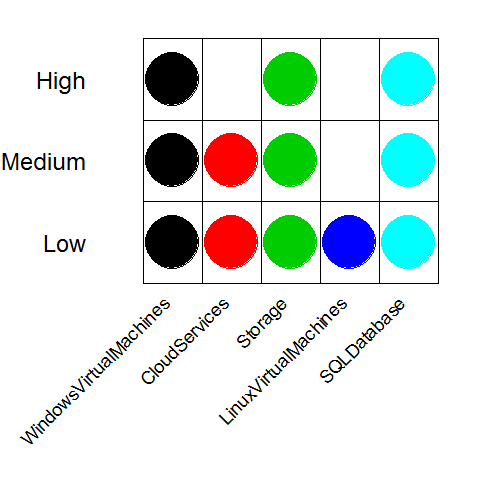 High
Medium
Low
WindowsVirtualMachines
CloudServices
Storage
LinuxVirtualMachines
SQLDatabase